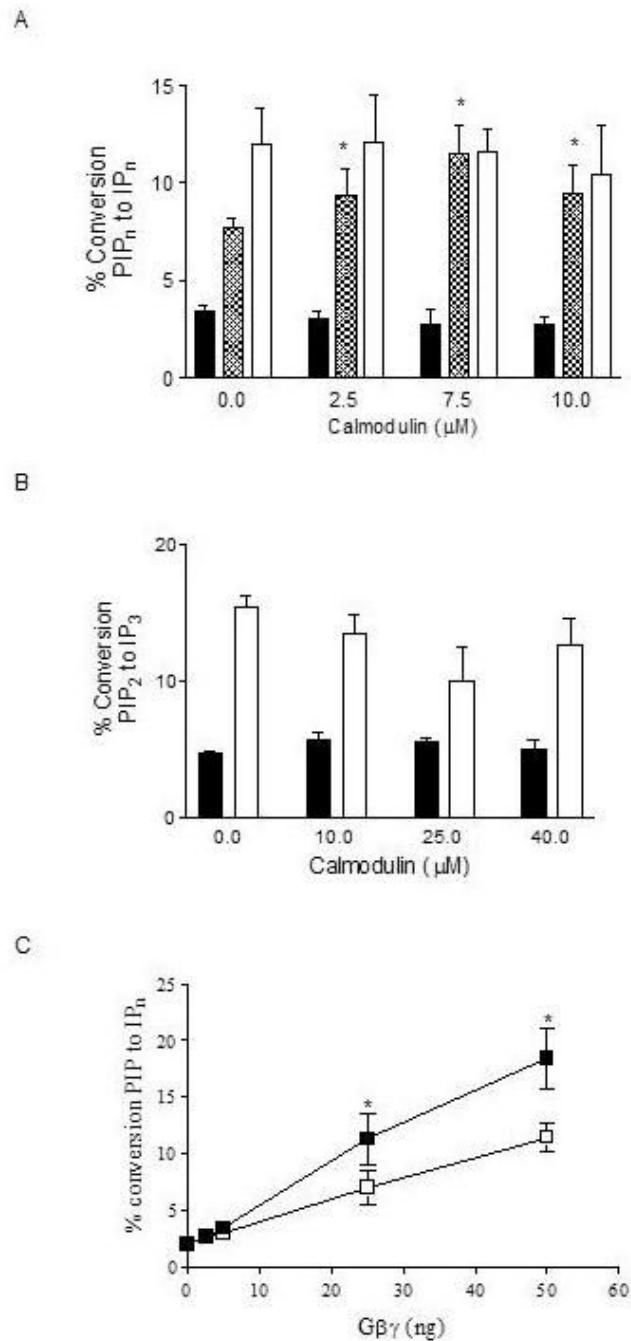 A
15
10
5
0
% Conversion
PIPn to IPn
*
*
*
0.0 2.5 7.5 10.0
Calmodulin (μM)
B
20
10
0
% Conversion
PIP2 to IP3
0.0 10.0 25.0 40.0
Calmodulin (μM)
C
25
20
15
10
5
0
% conversion PIP to IPn
*
*
0 10 20 30 40 50 60
Gβγ (ng)